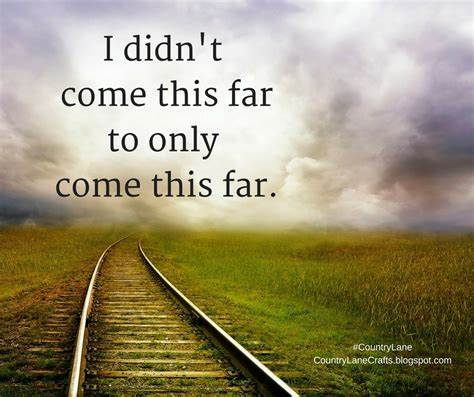 I didn't
come this far
to only
come this far.
#CountryLane
CountryLaneCrafts.blogspot.com